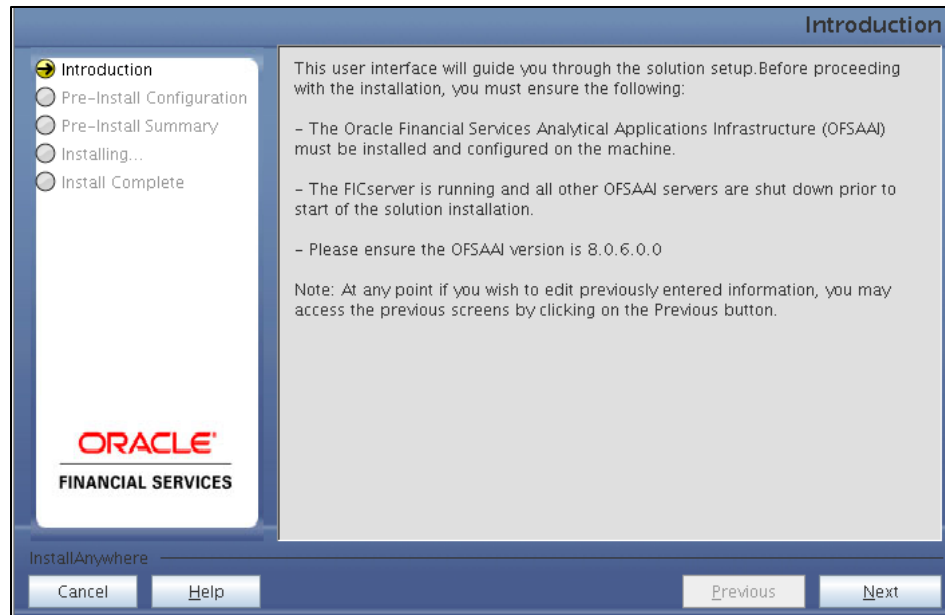 Introduction
Introduction
Pre-Install Configuration
Pre-Install Summary
Installing...
Install Complete
ORACLE
FINANCIAL SERVICES
This user interface will guide you through the solution setup.Before proceeding
with the installation, you must ensure the following:
– The Oracle Financial Services Analytical Applications Infrastructure (OFSAAI)
must be installed and configured on the machine.
– The FICserver is running and all other OFSAAI servers are shut down prior to
start of the solution installation.
– Please ensure the OFSAAI version is 8.0.6.0.0
Note: At any point if you wish to edit previously entered information, you may
access the previous screens by clicking on the Previous button.
InstallAnywhere
Cancel
Help
Previous
Next